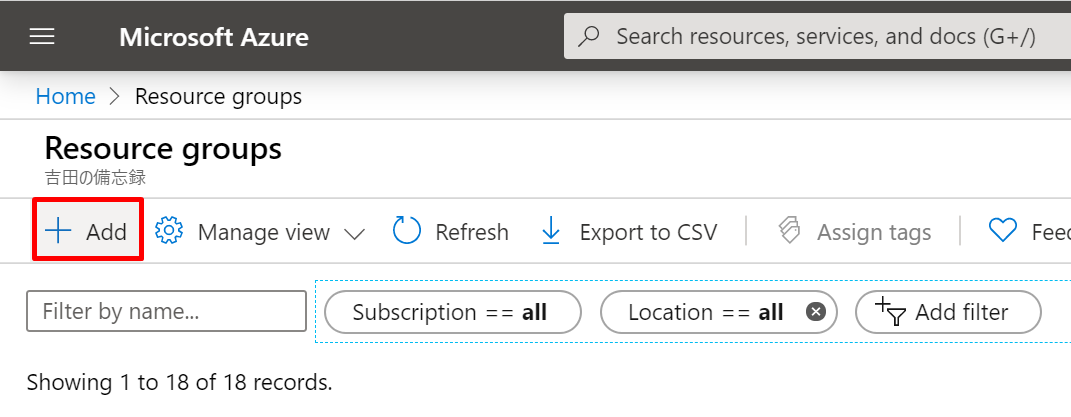 Microsoft Azure Search resources, services, and docs (G+/)
Home > Resource groups
Resource groups
吉田の備忘録
+ Add Manage view Refresh Export to CSV Assign tags Feed
Filter by name... Subscription == all Location == all Add filter
Showing 1 to 18 of 18 records.